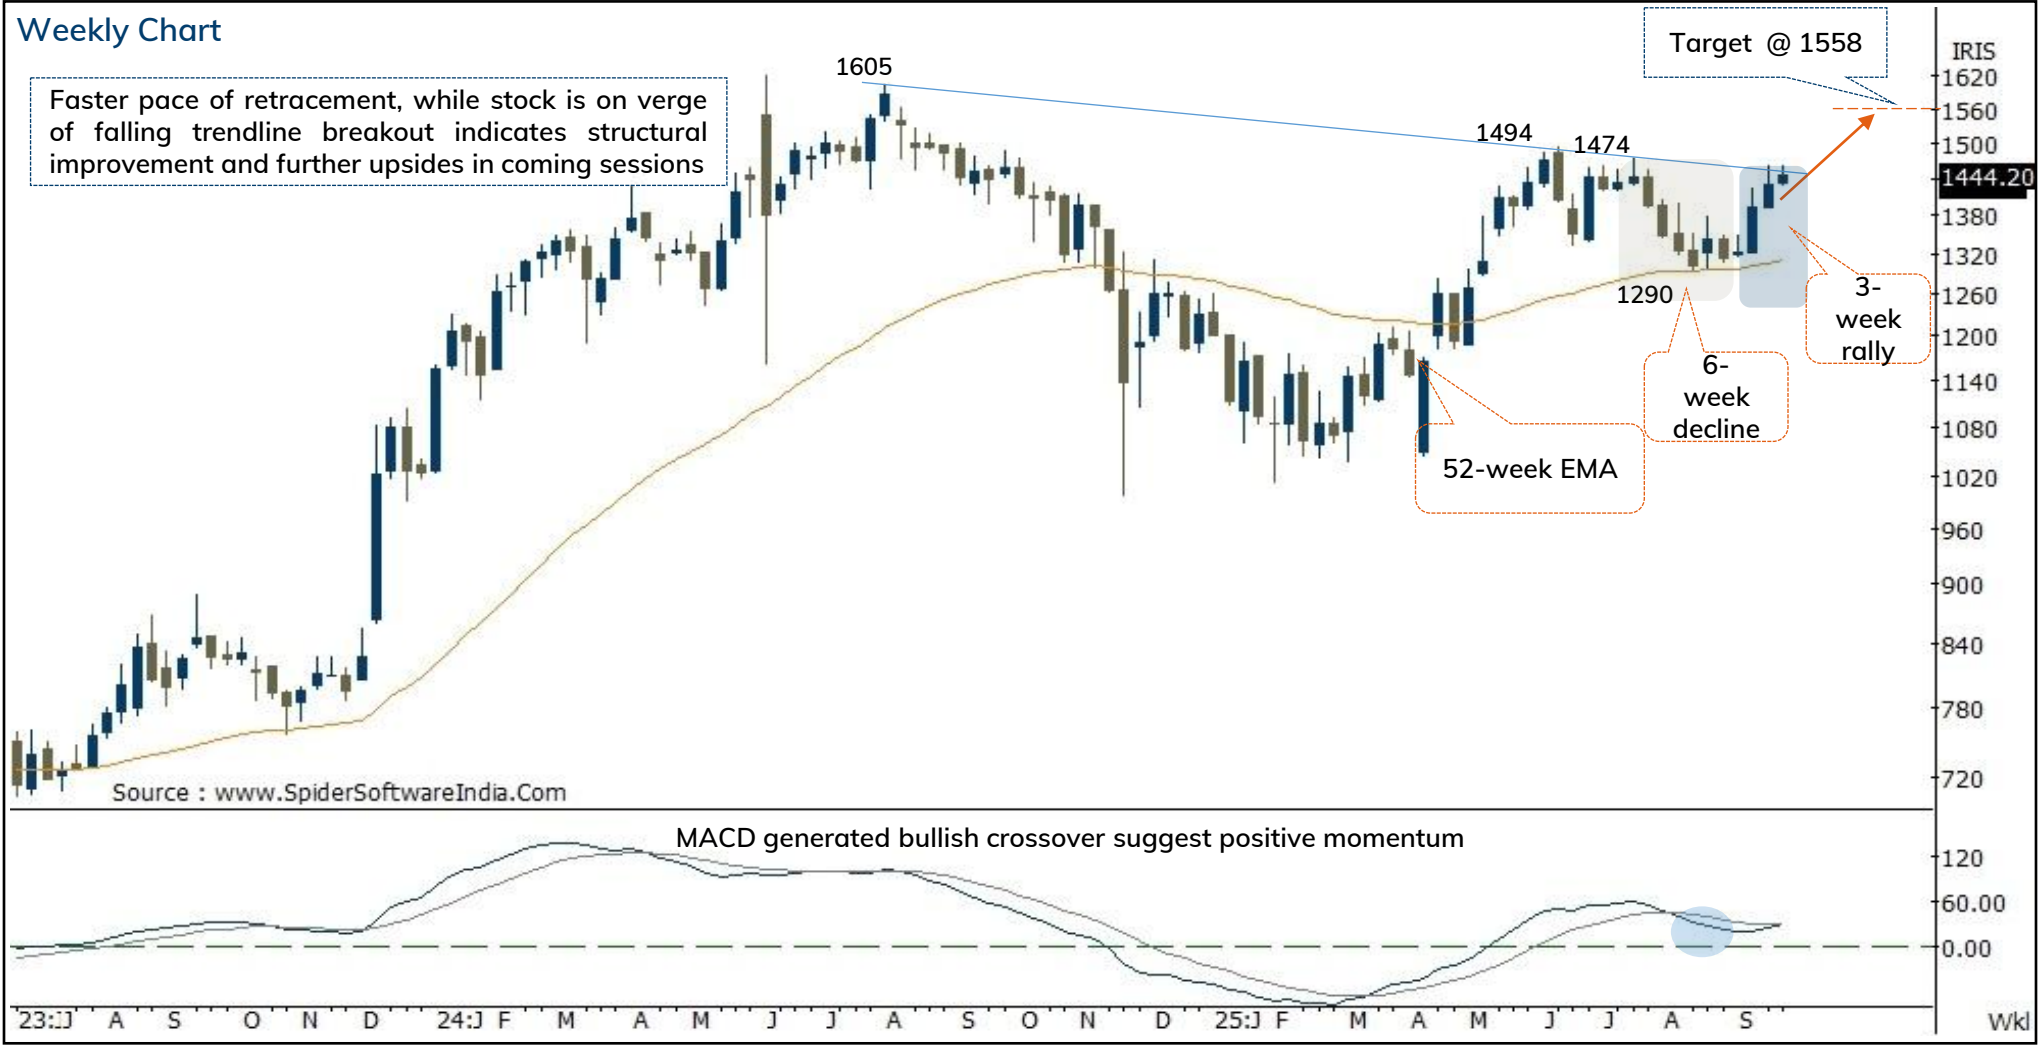 Weekly Chart
Target @ 1558
IRIS
Faster pace of retracement, while stock is on verge
of falling trendline breakout indicates structural
improvement and further upsides in coming sessions
1605
1494
1474
1290
3-
week
rally
6-
week
decline
52-week EMA
1620
1560
1500
1444.20
1380
1320
1260
1200
1140
1080
1020
960
900
840
780
720
Source : www.SpiderSoftwareIndia.Com
MACD generated bullish crossover suggest positive momentum
120
60.00
0.00
23:JJ A S O N D 24:J F M A M J J A S O N D 25:J F M A M J J A S Wkl